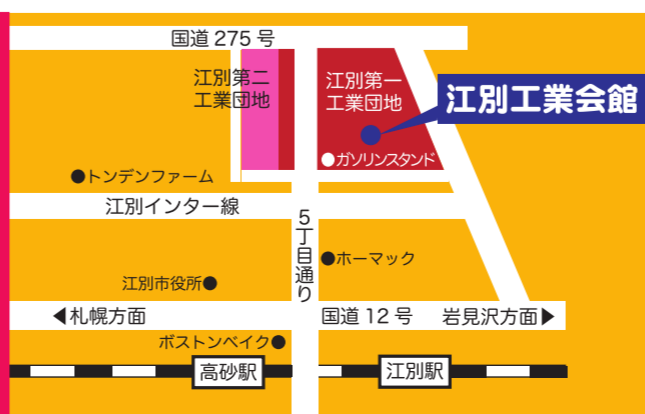 国道 275 号
江別第二
工業団地
江別第一
工業団地
江別工業会館
●ガソリンスタンド
●トンデンファーム
江別インター線
5丁目通り
●ホーマック
江別市役所●
◀札幌方面
国道 12 号
岩見沢方面▶
ボストンベイク●
高砂駅
江別駅